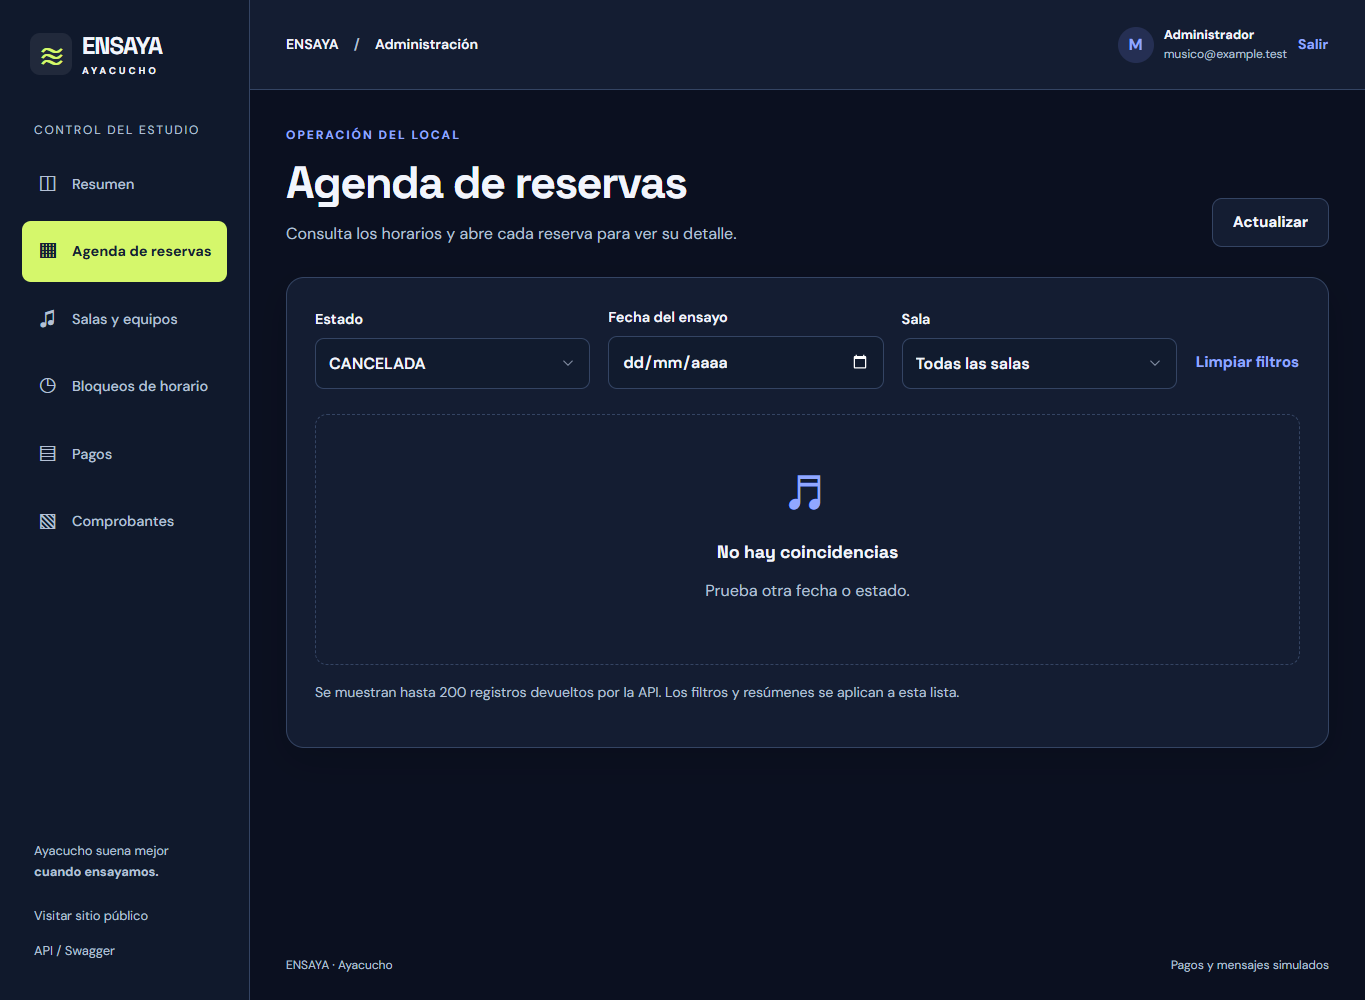 ENSAYA
AYACUCHO
CONTROL DEL ESTUDIO
Resumen
Agenda de reservas
Salas y equipos
Bloqueos de horario
Pagos
Comprobantes
Ayacucho suena mejor
cuando ensayamos.
Visitar sitio público
API / Swagger
ENSAYA / Administración
M
Administrador
musico@example.test
Salir
OPERACIÓN DEL LOCAL
Agenda de reservas
Consulta los horarios y abre cada reserva para ver su detalle.
Actualizar
Estado
CANCELADA
Fecha del ensayo
dd/mm/aaaa
Sala
Todas las salas
Limpiar filtros
No hay coincidencias
Prueba otra fecha o estado.
Se muestran hasta 200 registros devueltos por la API. Los filtros y resúmenes se aplican a esta lista.
ENSAYA · Ayacucho
Pagos y mensajes simulados